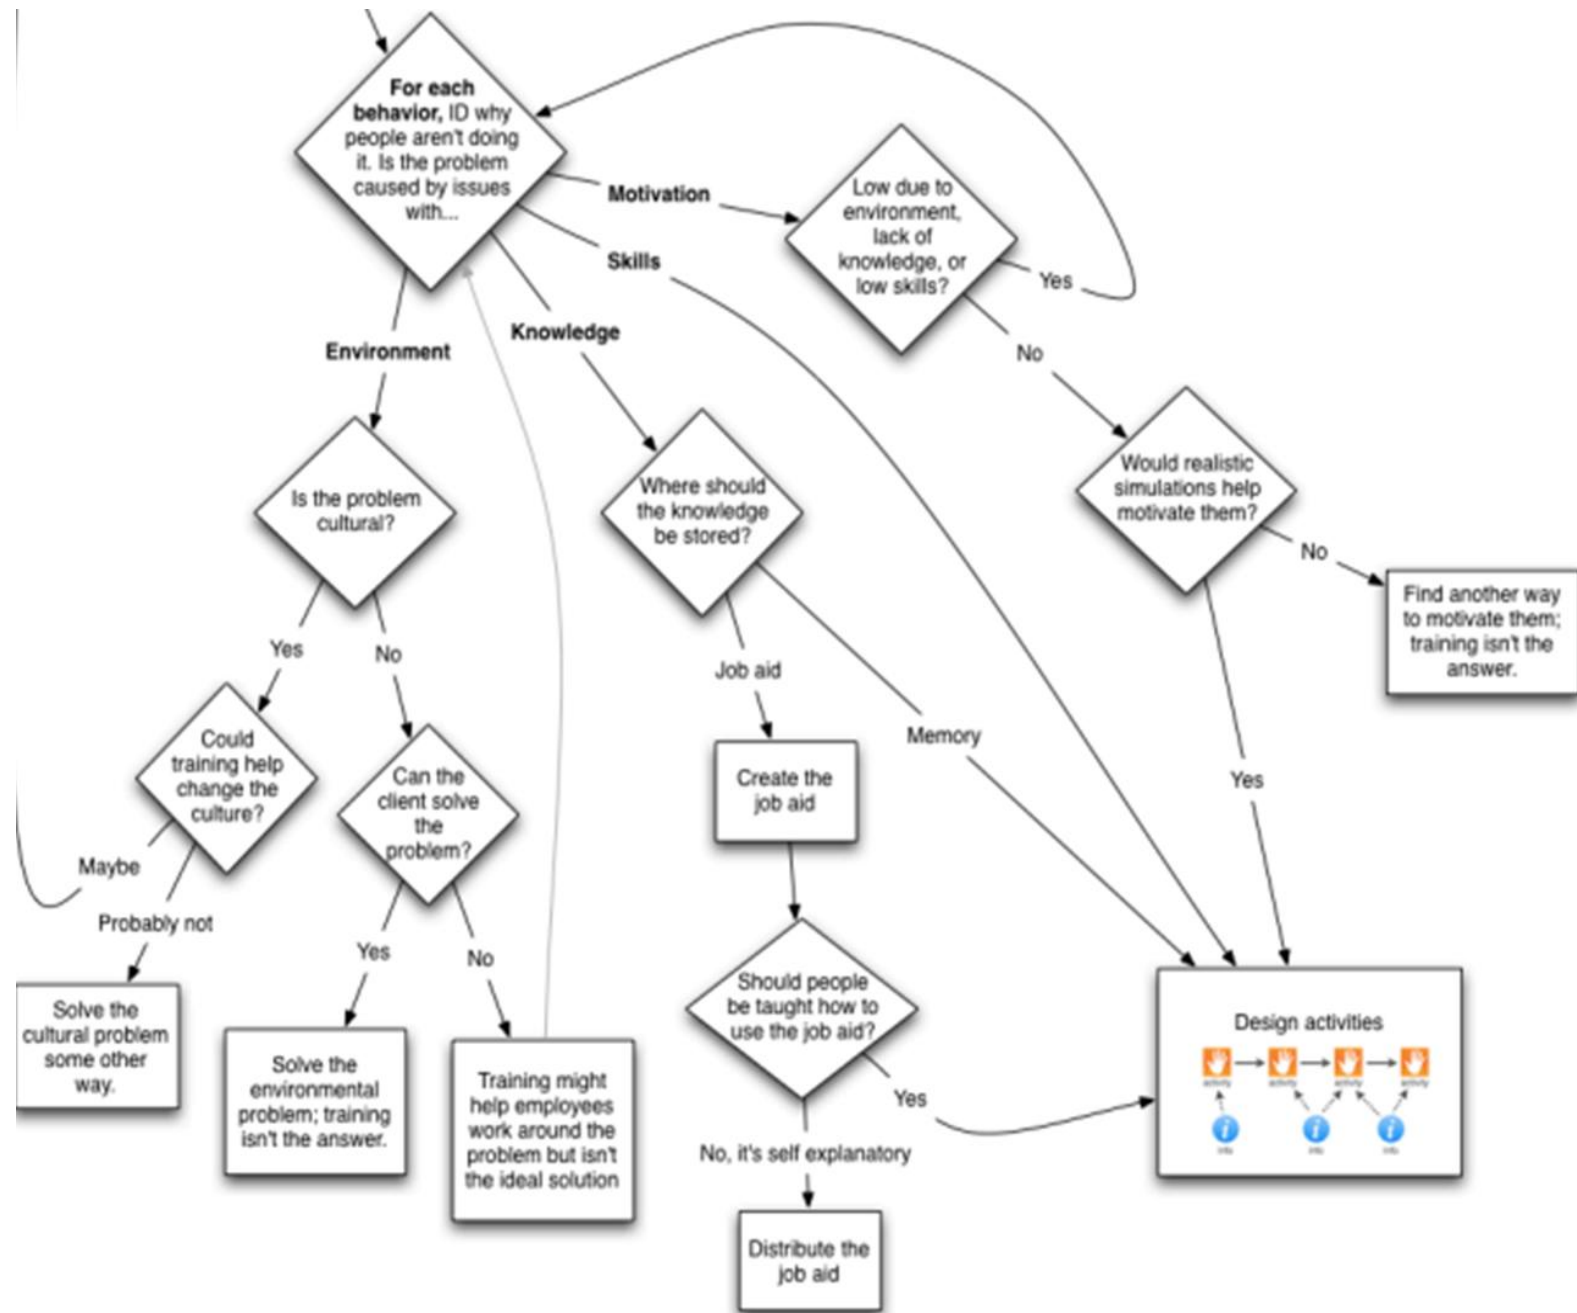 For each
behavior, ID why
people aren't doing
it. Is the problem
caused by issues
with...
Motivation
Skills
Knowledge
Environment
Low due to
environment,
lack of
knowledge, or
low skills?
Yes
No
Would realistic
simulations help
motivate them?
No
Find another way
to motivate them;
training isn't the
answer.
Yes
Is the problem
cultural?
Yes
No
Where should
the knowledge
be stored?
Job aid
Memory
Could
training help
change the
culture?
Maybe
Probably not
Can the
client solve
the
problem?
Yes
No
Create the
job aid
Solve the
cultural problem
some other
way.
Solve the
environmental
problem; training
isn't the answer.
Training might
help employees
work around the
problem but isn't
the ideal solution
Should people
be taught how to
use the job aid?
Yes
No, it's self explanatory
Distribute the
job aid
Design activities
activity activity activity activity
info info info